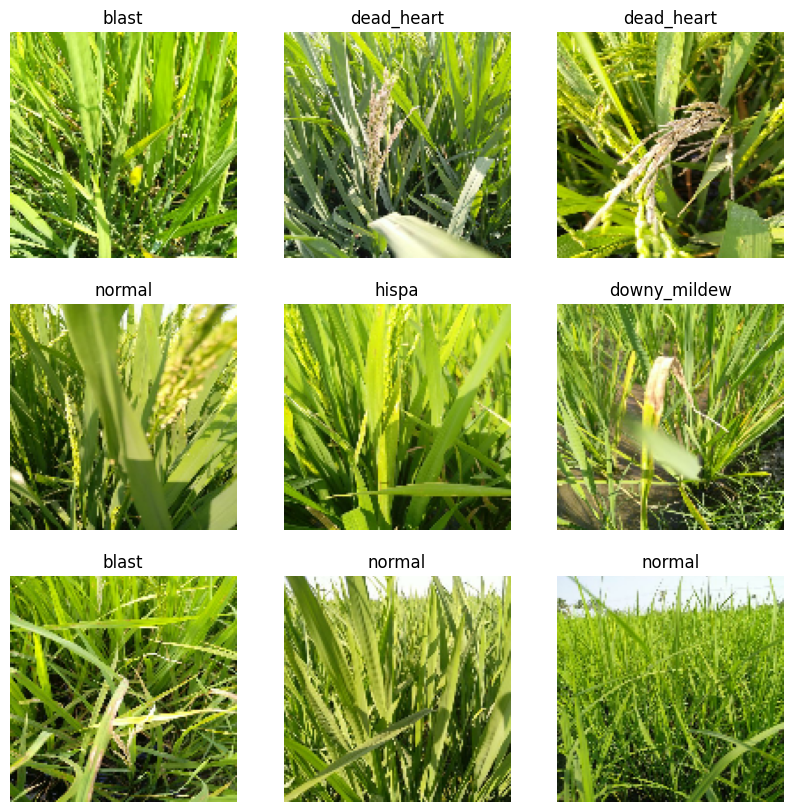 blast
dead_heart
dead_heart
normal
hispa
downy_mildew
blast
normal
normal